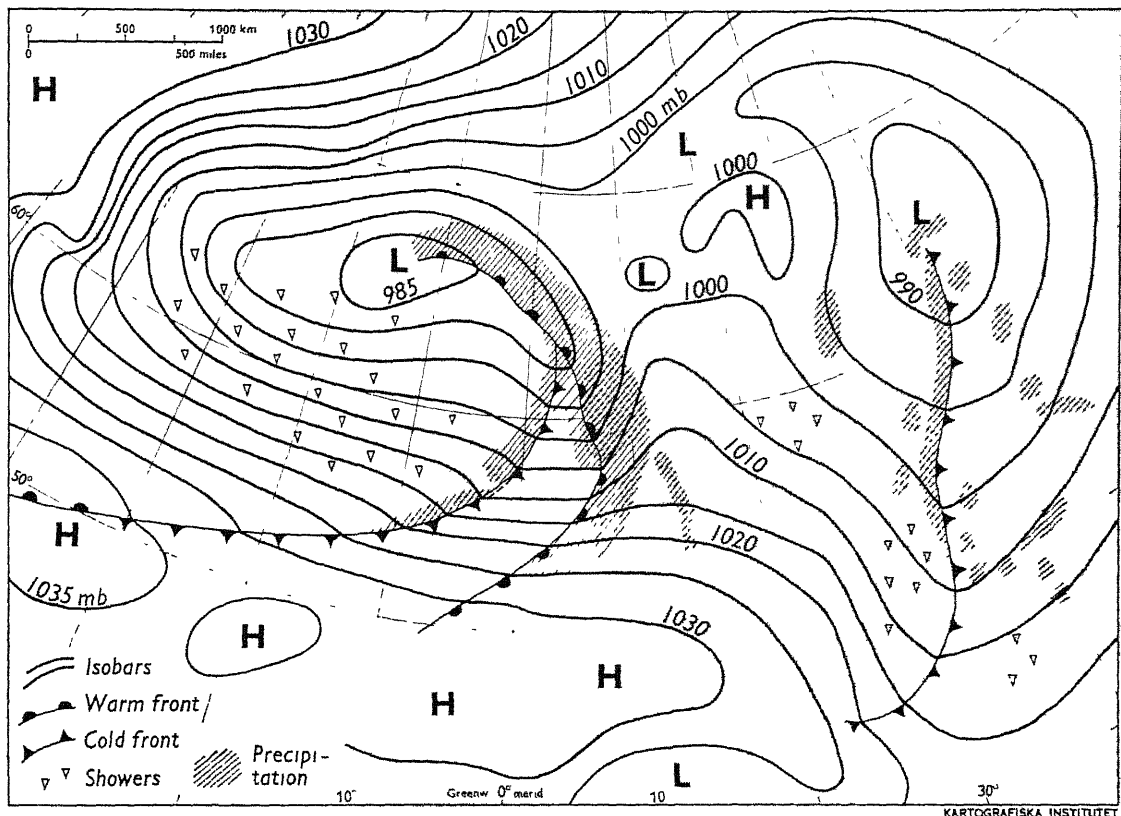 0 500 1000 km
0 500 miles
1030
1020
1010
1000 mb
H
L
1000
H
L
60°
L
985
L
1000
990
50°
H
1010
1020
1035 mb
H
1030
H
H
Isobars
Warm front
Cold front
Showers
Precipi-
tation
L
10°
Greenw 0° merid
10
30°
KARTOGRAFISKA INSTITUTET